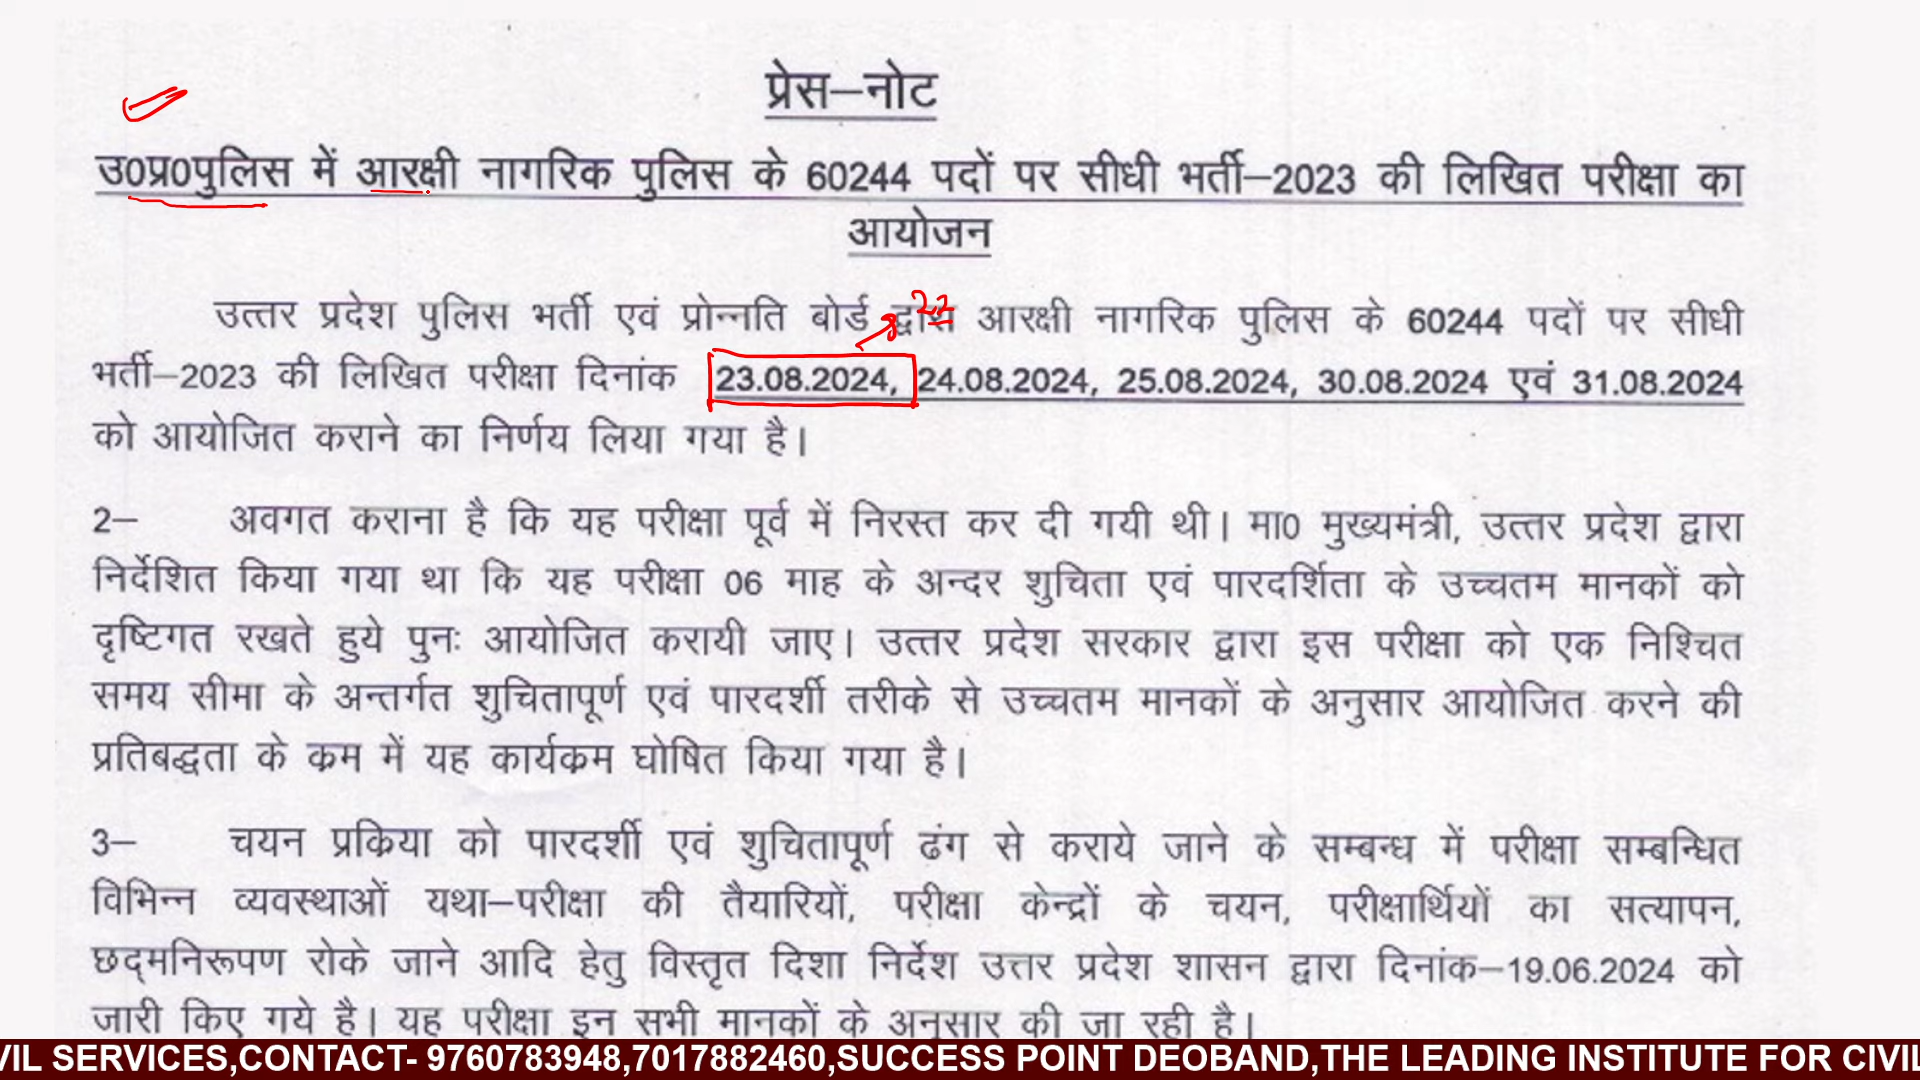 प्रेस–नोट
उ0प्र0पुलिस में आरक्षी नागरिक पुलिस के 60244 पदों पर सीधी भर्ती–2023 की लिखित परीक्षा का
आयोजन
उत्तर प्रदेश पुलिस भर्ती एवं प्रोन्नति बोर्ड द्वारा आरक्षी नागरिक पुलिस के 60244 पदों पर सीधी
22
भर्ती–2023 की लिखित परीक्षा दिनांक 23.08.2024, 24.08.2024, 25.08.2024, 30.08.2024 एवं 31.08.2024
को आयोजित कराने का निर्णय लिया गया है।
2– अवगत कराना है कि यह परीक्षा पूर्व में निरस्त कर दी गयी थी। मा0 मुख्यमंत्री, उत्तर प्रदेश द्वारा
निर्देशित किया गया था कि यह परीक्षा 06 माह के अन्दर शुचिता एवं पारदर्शिता के उच्चतम मानकों को
दृष्टिगत रखते हुये पुनः आयोजित करायी जाए। उत्तर प्रदेश सरकार द्वारा इस परीक्षा को एक निश्चित
समय सीमा के अन्तर्गत शुचितापूर्ण एवं पारदर्शी तरीके से उच्चतम मानकों के अनुसार आयोजित करने की
प्रतिबद्धता के कम में यह कार्यकम घोषित किया गया है।
3– चयन प्रकिया को पारदर्शी एवं शुचितापूर्ण ढंग से कराये जाने के सम्बन्ध में परीक्षा सम्बन्धित
विभिन्न व्यवस्थाओं यथा–परीक्षा की तैयारियों, परीक्षा केन्द्रों के चयन, परीक्षार्थियों का सत्यापन,
छद्मनिरूपण रोके जाने आदि हेतु विस्तृत दिशा निर्देश उत्तर प्रदेश शासन द्वारा दिनांक–19.06.2024 को
जारी किए गये है। यह परीक्षा इन सभी मानकों के अनुसार की जा रही है।
VIL SERVICES,CONTACT- 9760783948,7017882460,SUCCESS POINT DEOBAND,THE LEADING INSTITUTE FOR CIVIL